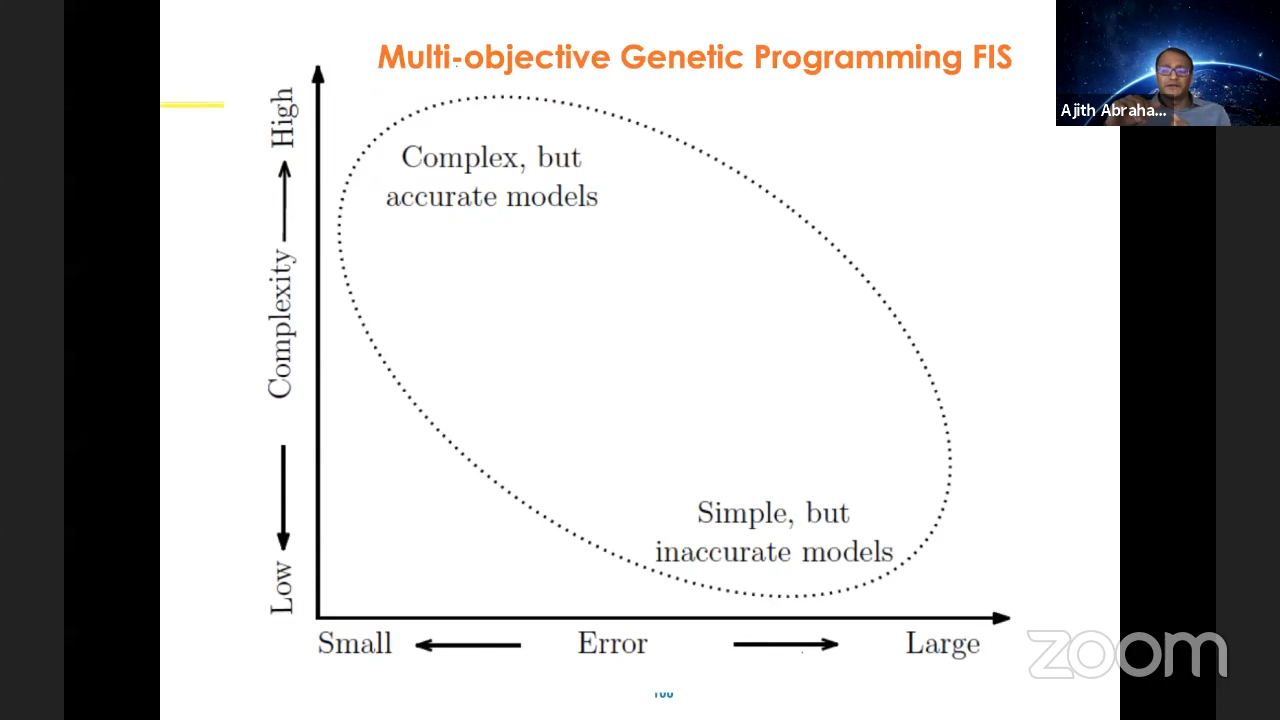 Multi-objective Genetic Programming FIS
Ajith Abraha...
High
Complexity
Low
Complex, but
accurate models
Simple, but
inaccurate models
Small
Error
Large
zoom